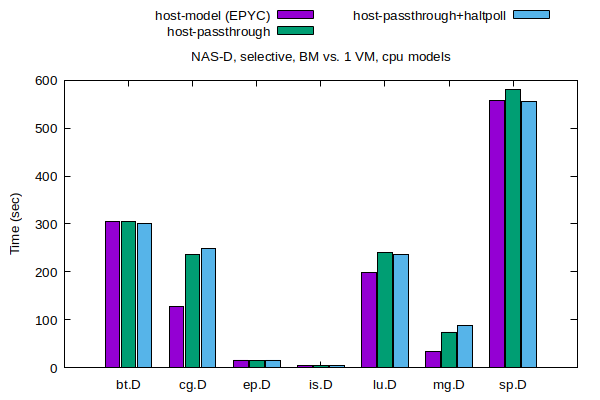 host-model (EPYC)
host-passthrough
host-passthrough+haltpoll
NAS-D, selective, BM vs. 1 VM, cpu models
Time (sec)
600
500
400
300
200
100
0
bt.D cg.D ep.D is.D lu.D mg.D sp.D